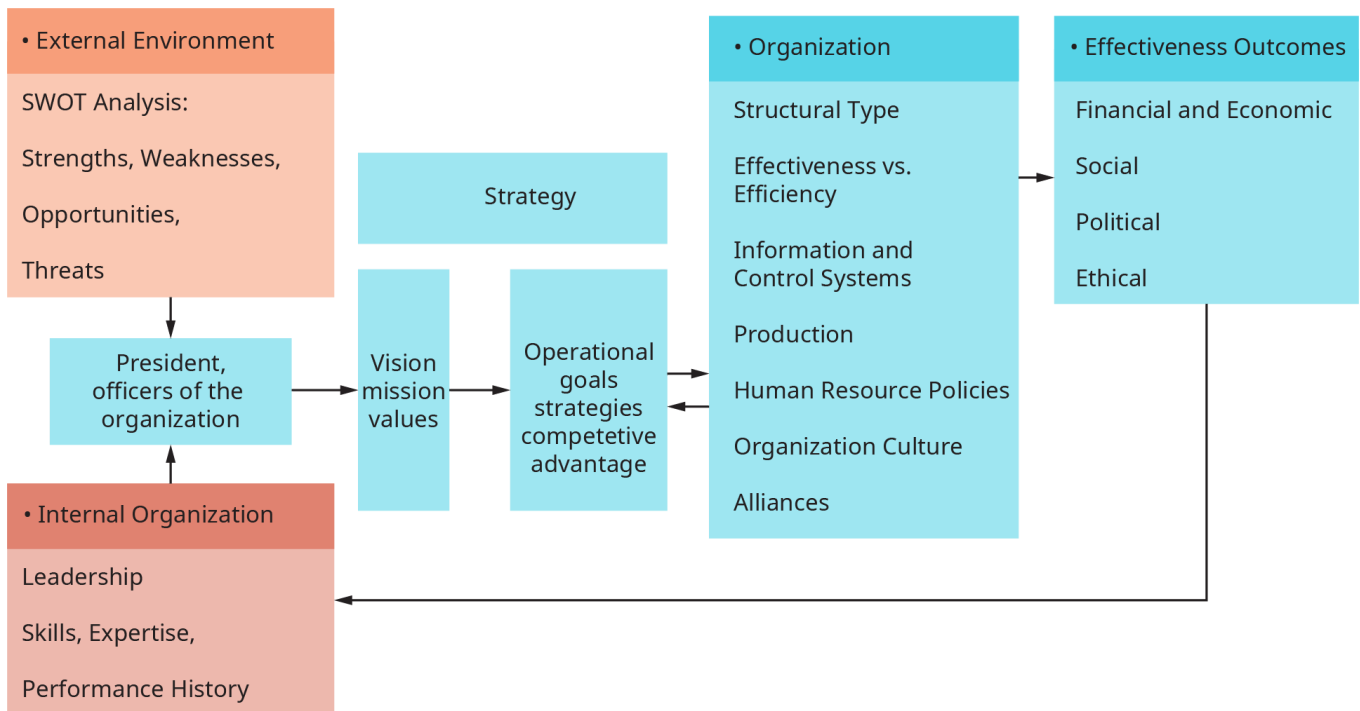 • External Environment
SWOT Analysis:
Strengths, Weaknesses,
Opportunities,
Threats
President,
officers of the
organization
• Internal Organization
Leadership
Skills, Expertise,
Performance History
Strategy
Vision
mission
values
Operational
goals
strategies
competetive
advantage
• Organization
Structural Type
Effectiveness vs.
Efficiency
Information and
Control Systems
Production
Human Resource Policies
Organization Culture
Alliances
• Effectiveness Outcomes
Financial and Economic
Social
Political
Ethical